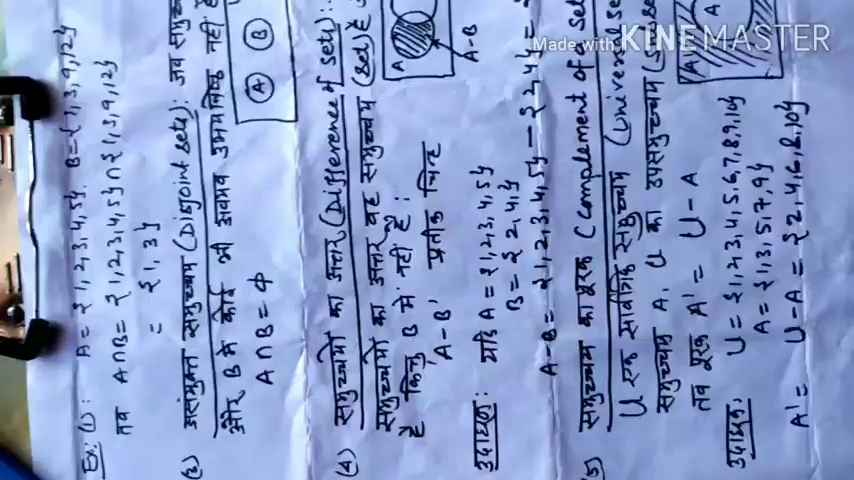 Ex: (1): A = {1,2,3,4,5}. B = {1,3,9,12}
तब A∩B = {1,2,3,4,5} ∩ {1,3,9,12}
= {1,3}
(3) असंयुक्त समुच्चय (Disjoint sets): जब समु
और B में कोई भी अवयव उभयनिष्ठ नहीं
A∩B = ϕ
A B
(4) समुच्चयों का अन्तर (Difference of sets):
समुच्चयों का अन्तर वह समुच्चय (set) है
है किन्तु B में नहीं है:
'A-B' प्रतीक चिन्ह
A
A-B
उदाहरण: यदि A = {1,2,3,4,5}
B = {2,4}
A-B = {1,2,3,4,5} - {2,4} =
(5) समुच्चय का पूरक (Complement of set
U एक सार्वत्रिक समुच्चय (Universal se
समुच्चय A, U का उपसमुच्चय
तब पूरक A' = U - A
A
A'
उदाहरण: U = {1,2,3,4,5,6,7,8,9,10}
A = {1,3,5,7,9}
A' = U-A = {2,4,6,8,10}
Made with KINEMASTER